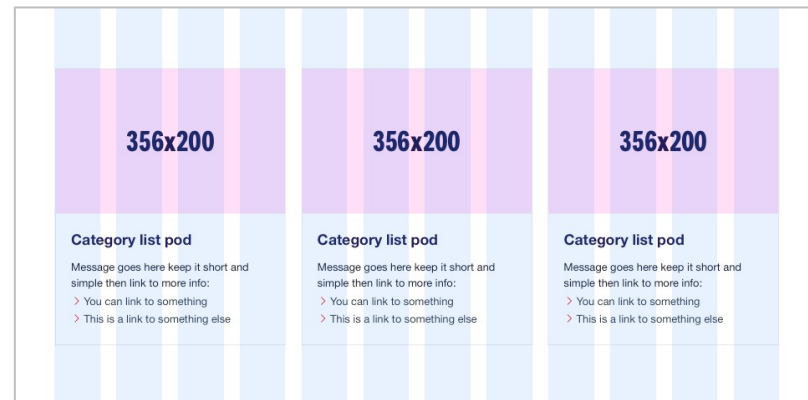 356x200
Category list pod
Message goes here keep it short and
simple then link to more info:
You can link to something
This is a link to something else
356x200
Category list pod
Message goes here keep it short and
simple then link to more info:
You can link to something
This is a link to something else
356x200
Category list pod
Message goes here keep it short and
simple then link to more info:
You can link to something
This is a link to something else